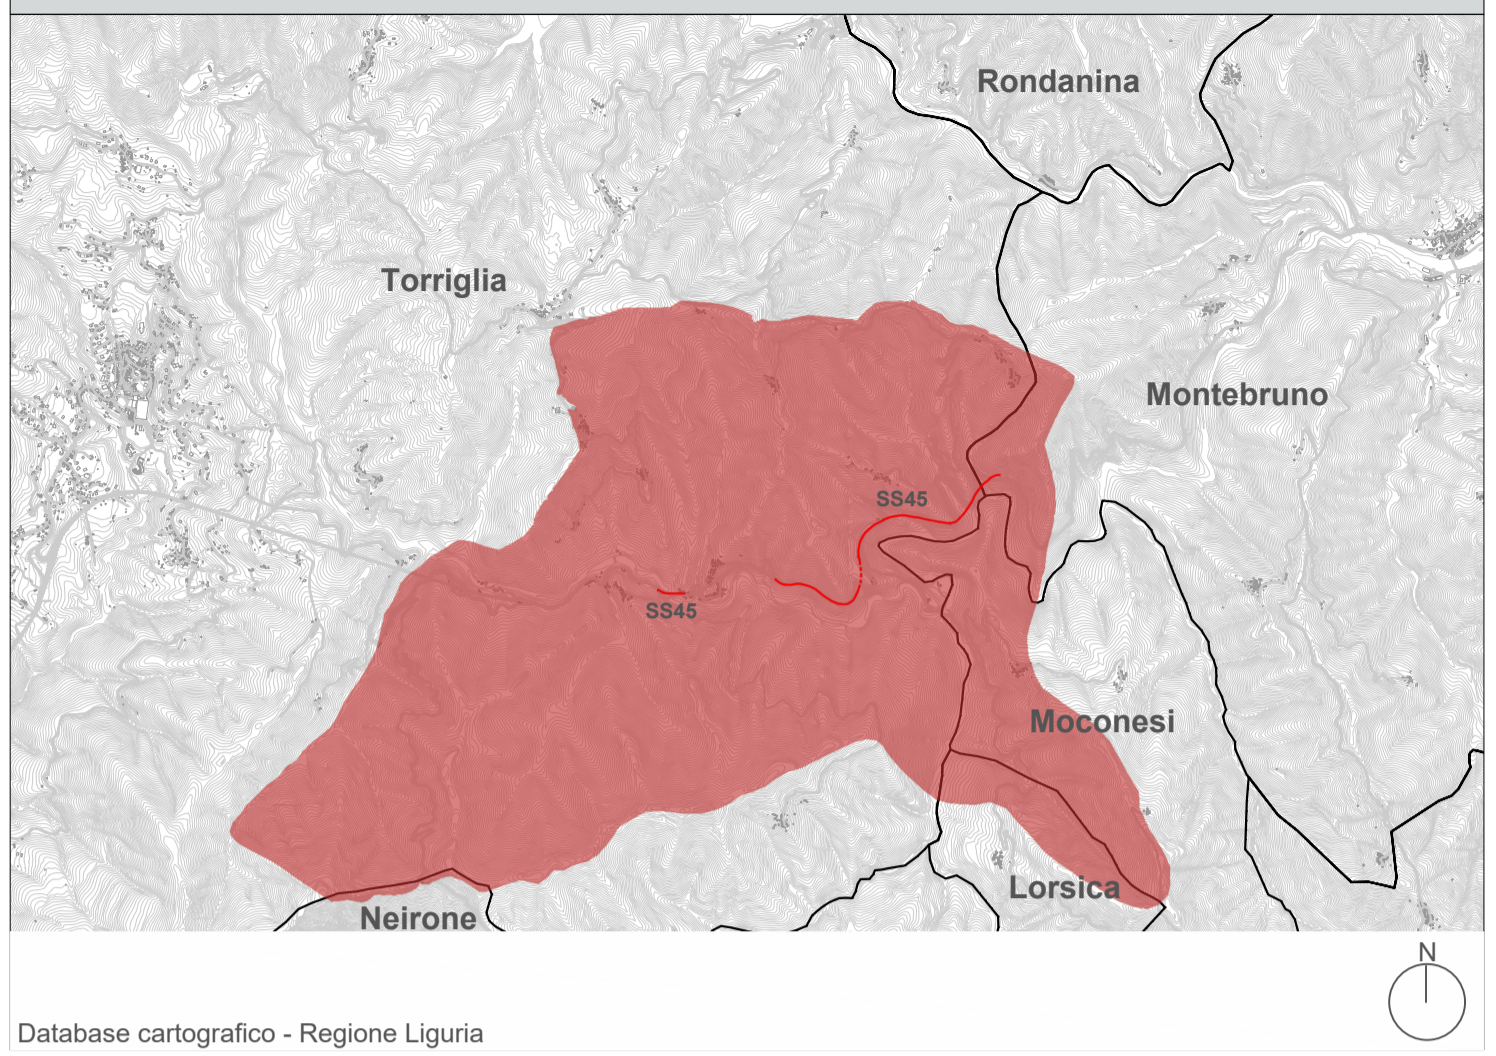 Rondanina
Torriglia
Montebruno
SS45
SS45
Moconesi
Lorsica
Neirone
N
Database cartografico - Regione Liguria